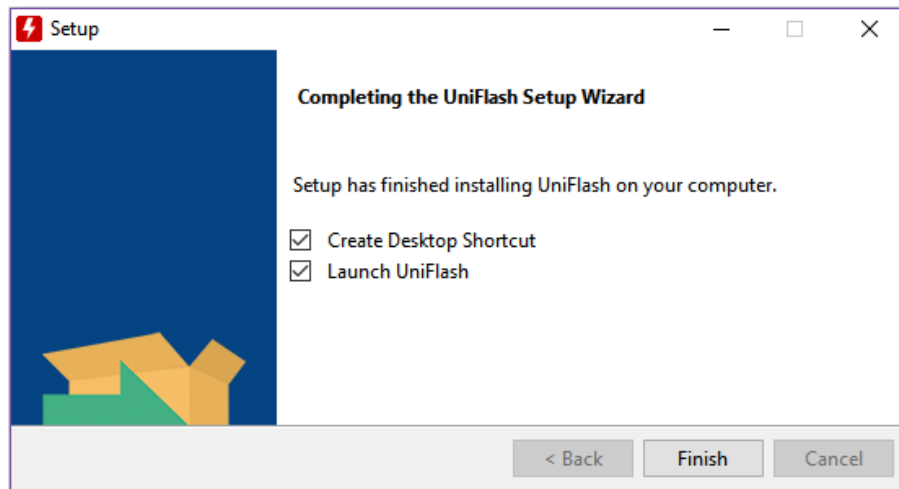 Setup
Completing the UniFlash Setup Wizard
Setup has finished installing UniFlash on your computer.
Create Desktop Shortcut
Launch UniFlash
< Back Finish Cancel